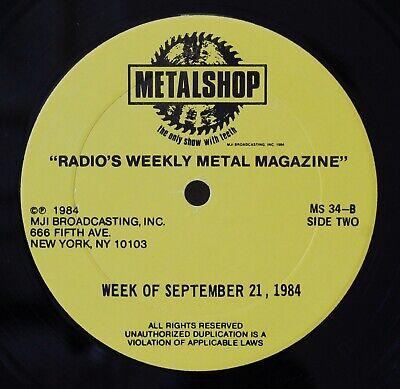 METALSHOP
the only show with teeth
MJI BROADCASTING, INC. 1984
"RADIO'S WEEKLY METAL MAGAZINE"
©℗ 1984
MJI BROADCASTING, INC.
666 FIFTH AVE.
NEW YORK, NY 10103
MS 34-B
SIDE TWO
WEEK OF SEPTEMBER 21, 1984
ALL RIGHTS RESERVED
UNAUTHORIZED DUPLICATION IS A
VIOLATION OF APPLICABLE LAWS